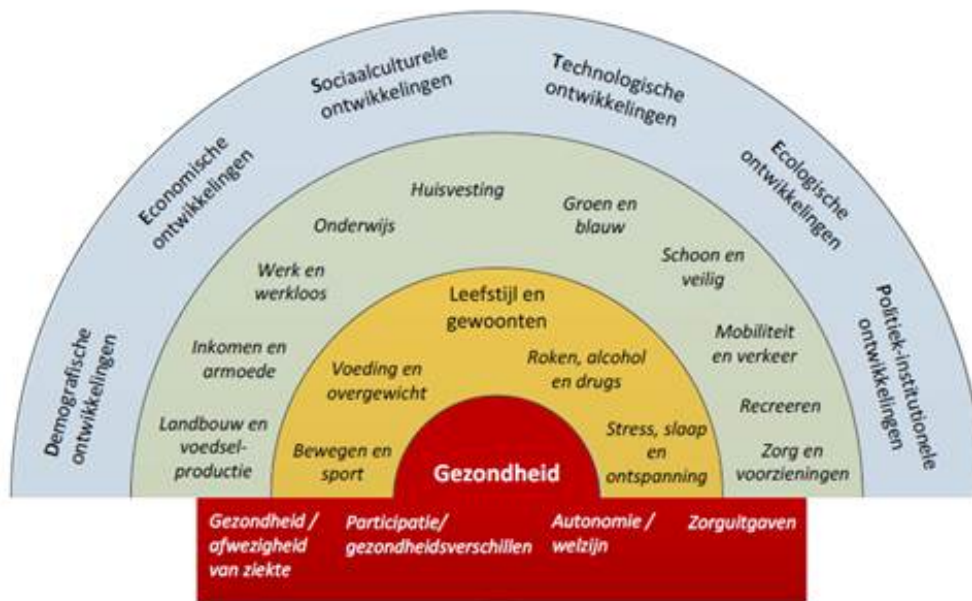 Demografische
ontwikkelingen
Economische
ontwikkelingen
Sociaalculturele
ontwikkelingen
Technologische
ontwikkelingen
Ecologische
ontwikkelingen
Politiek-institutionele
ontwikkelingen
Landbouw en
voedsel-
productie
Inkomen en
armoede
Werk en
werkloos
Onderwijs
Huisvesting
Groen en
blauw
Schoon en
veilig
Mobiliteit
en verkeer
Recreeren
Zorg en
voorzieningen
Leefstijl en
gewoonten
Bewegen en
sport
Voeding en
overgewicht
Roken, alcohol
en drugs
Stress, slaap
en
ontspanning
Gezondheid
Gezondheid /
afwezigheid
van ziekte
Participatie/
gezondheidsverschillen
Autonomie /
welzijn
Zorguitgaven